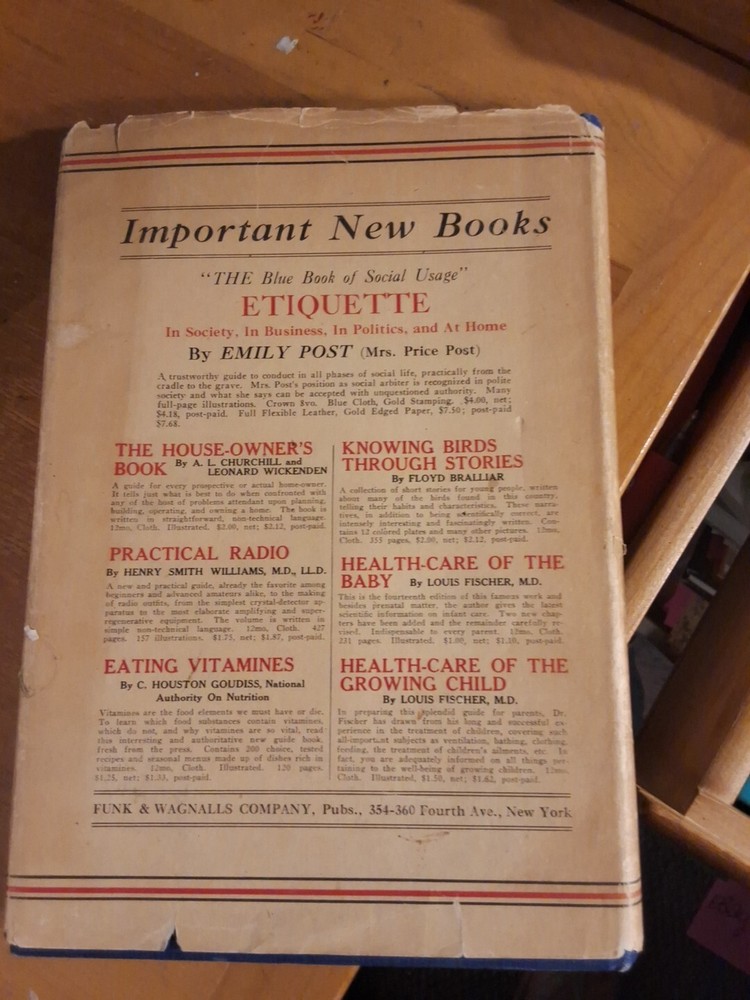 Important New Books
"THE Blue Book of Social Usage"
ETIQUETTE
In Society, In Business, In Politics, and At Home
By EMILY POST (Mrs. Price Post)
A trustworthy guide to conduct in all phases of social life, practically from the
cradle to the grave. Mrs. Post's position as social arbiter is recognized in polite
society and what she says can be accepted with unquestioned authority. Many
full-page illustrations. Crown 8vo. Blue Cloth, Gold Stamping. $4.00, net;
$4.18, post-paid. Full Flexible Leather, Gold Edged Paper, $7.50; post-paid
$7.68.
THE HOUSE-OWNER'S
BOOK By A. L. CHURCHILL and
LEONARD WICKENDEN
A guide for every prospective or actual home-owner.
It tells just what is best to do when confronted with
any of the host of problems attendant upon planning,
building, operating, and owning a home. The book is
written in straightforward, non-technical language.
12mo, Cloth. Illustrated. $2.00, net; $2.12, post-paid.
PRACTICAL RADIO
By HENRY SMITH WILLIAMS, M.D., LL.D.
A new and practical guide, already the favorite among
beginners and advanced amateurs alike, to the making
of radio outfits, from the simplest crystal-detector ap-
paratus to the most elaborate amplifying and super-
regenerative equipment. The volume is written in
simple non-technical language. 12mo, Cloth. 427
pages. 157 illustrations. $1.75, net; $1.87, post-paid.
EATING VITAMINES
By C. HOUSTON GOUDISS, National
Authority On Nutrition
Vitamines are the food elements we must have or die.
To learn which food substances contain vitamines,
which do not, and why vitamines are so vital, read
this interesting and authoritative new guide book,
fresh from the press. Contains 200 choice, tested
recipes and seasonal menus made up of dishes rich in
vitamines. 12mo, Cloth. Illustrated. 120 pages.
$1.25, net; $1.33, post-paid.
KNOWING BIRDS
THROUGH STORIES
By FLOYD BRALLIAR
A collection of short stories for young people, written
about many of the birds found in this country,
telling their habits and characteristics. These narra-
tives, in addition to being scientifically correct, are
intensely interesting and fascinatingly written. Con-
tains 12 colored plates and many other pictures. 12mo,
Cloth. 355 pages, $2.00, net; $2.12, post-paid.
HEALTH-CARE OF THE
BABY By LOUIS FISCHER, M.D.
This is the fourteenth edition of this famous work and
besides prenatal matter, the author gives the latest
scientific information on infant care. Two new chap-
ters have been added and the remainder carefully re-
vised. Indispensable to every parent. 12mo, Cloth.
231 pages. Illustrated. $1.00, net; $1.10, post-paid.
HEALTH-CARE OF THE
GROWING CHILD
By LOUIS FISCHER, M.D.
In preparing this splendid guide for parents, Dr.
Fischer has drawn from his long and successful ex-
perience in the treatment of children, covering such
all-important subjects as ventilation, bathing, clothing,
feeding, the treatment of children's ailments, etc. In
fact, you are adequately informed on all things per-
taining to the well-being of growing children. 12mo,
Cloth. Illustrated, $1.50, net; $1.62, post-paid.
FUNK & WAGNALLS COMPANY, Pubs., 354-360 Fourth Ave., New York